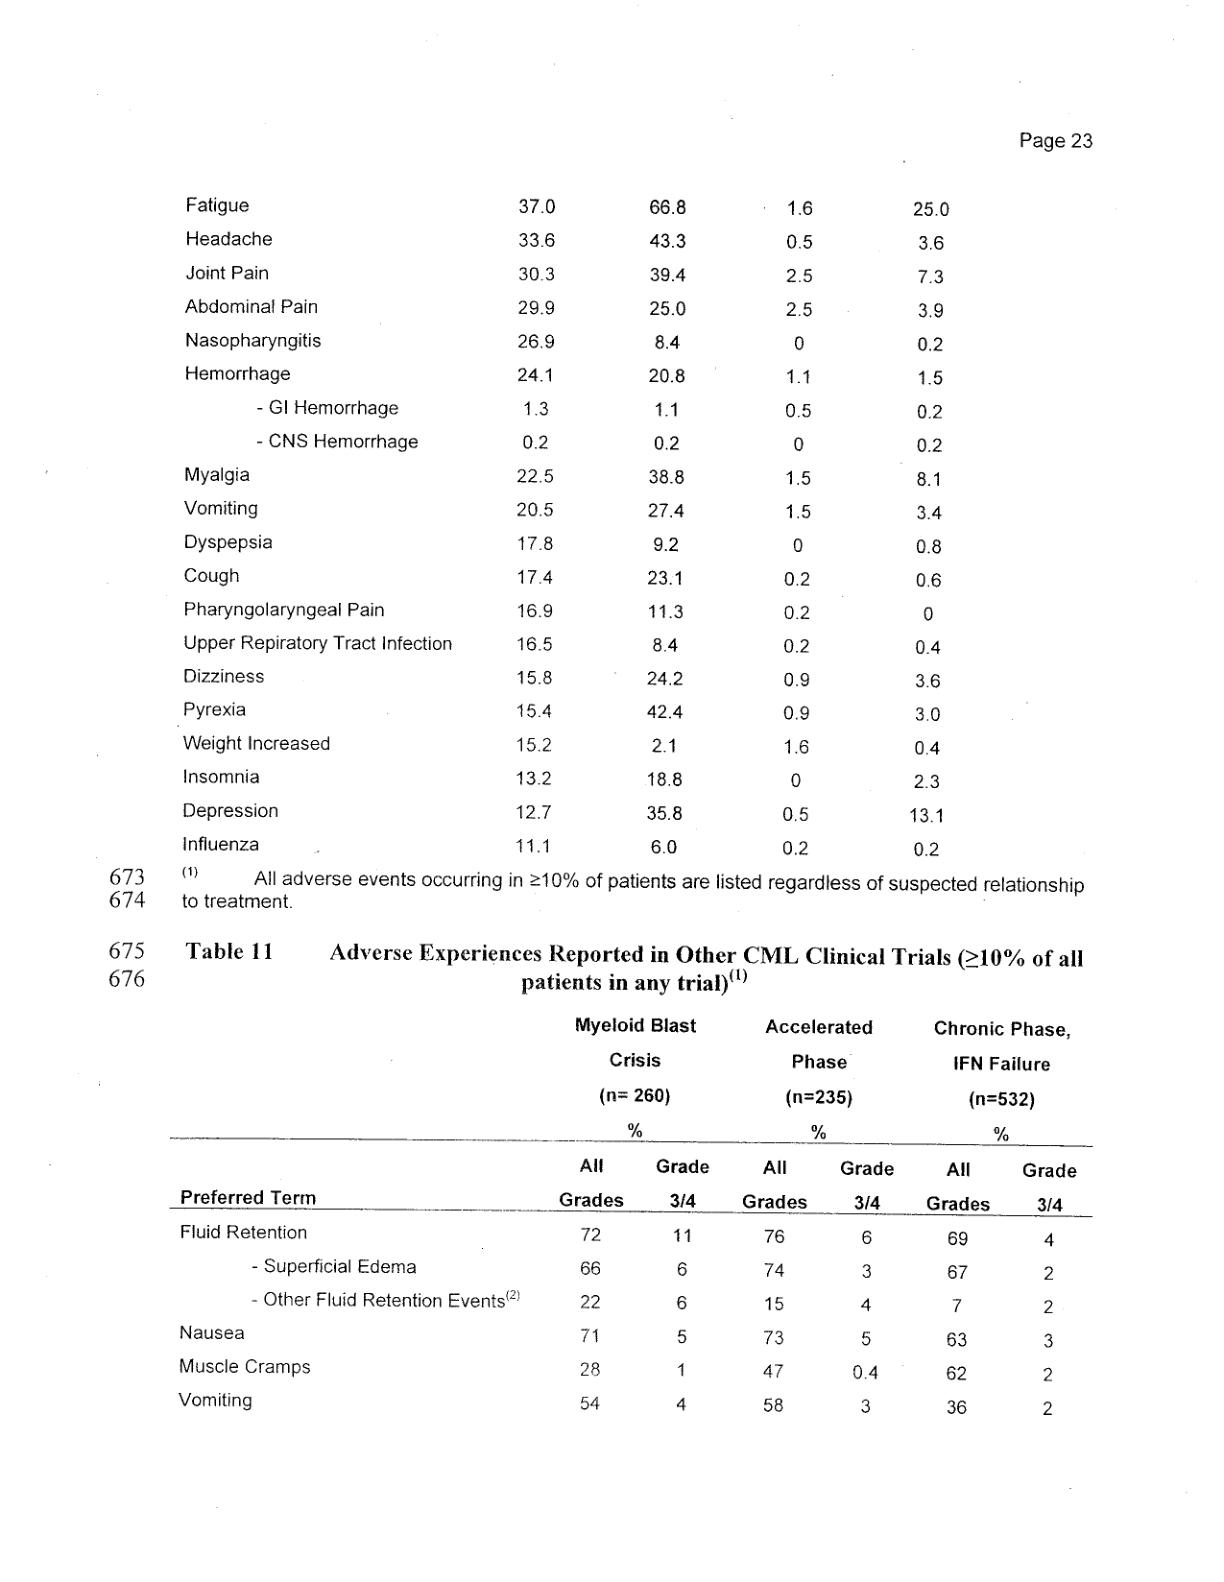 Page 23
Fatigue 37.0 66.8 1.6 25.0
Headache 33.6 43.3 0.5 3.6
Joint Pain 30.3 39.4 2.5 7.3
Abdominal Pain 29.9 25.0 2.5 3.9
Nasopharyngitis 26.9 8.4 0 0.2
Hemorrhage 24.1 20.8 1.1 1.5
- GI Hemorrhage 1.3 1.1 0.5 0.2
- CNS Hemorrhage 0.2 0.2 0 0.2
Myalgia 22.5 38.8 1.5 8.1
Vomiting 20.5 27.4 1.5 3.4
Dyspepsia 17.8 9.2 0 0.8
Cough 17.4 23.1 0.2 0.6
Pharyngolaryngeal Pain 16.9 11.3 0.2 0
Upper Repiratory Tract Infection 16.5 8.4 0.2 0.4
Dizziness 15.8 24.2 0.9 3.6
Pyrexia 15.4 42.4 0.9 3.0
Weight Increased 15.2 2.1 1.6 0.4
Insomnia 13.2 18.8 0 2.3
Depression 12.7 35.8 0.5 13.1
Influenza 11.1 6.0 0.2 0.2
673 (1) All adverse events occurring in ≥10% of patients are listed regardless of suspected relationship
674 to treatment.
675 Table 11 Adverse Experiences Reported in Other CML Clinical Trials (≥10% of all
676 patients in any trial)(1)
Myeloid Blast Accelerated Chronic Phase,
Crisis Phase IFN Failure
(n= 260) (n=235) (n=532)
% % %
All Grade All Grade All Grade
Preferred Term Grades 3/4 Grades 3/4 Grades 3/4
Fluid Retention 72 11 76 6 69 4
- Superficial Edema 66 6 74 3 67 2
- Other Fluid Retention Events(2) 22 6 15 4 7 2
Nausea 71 5 73 5 63 3
Muscle Cramps 28 1 47 0.4 62 2
Vomiting 54 4 58 3 36 2